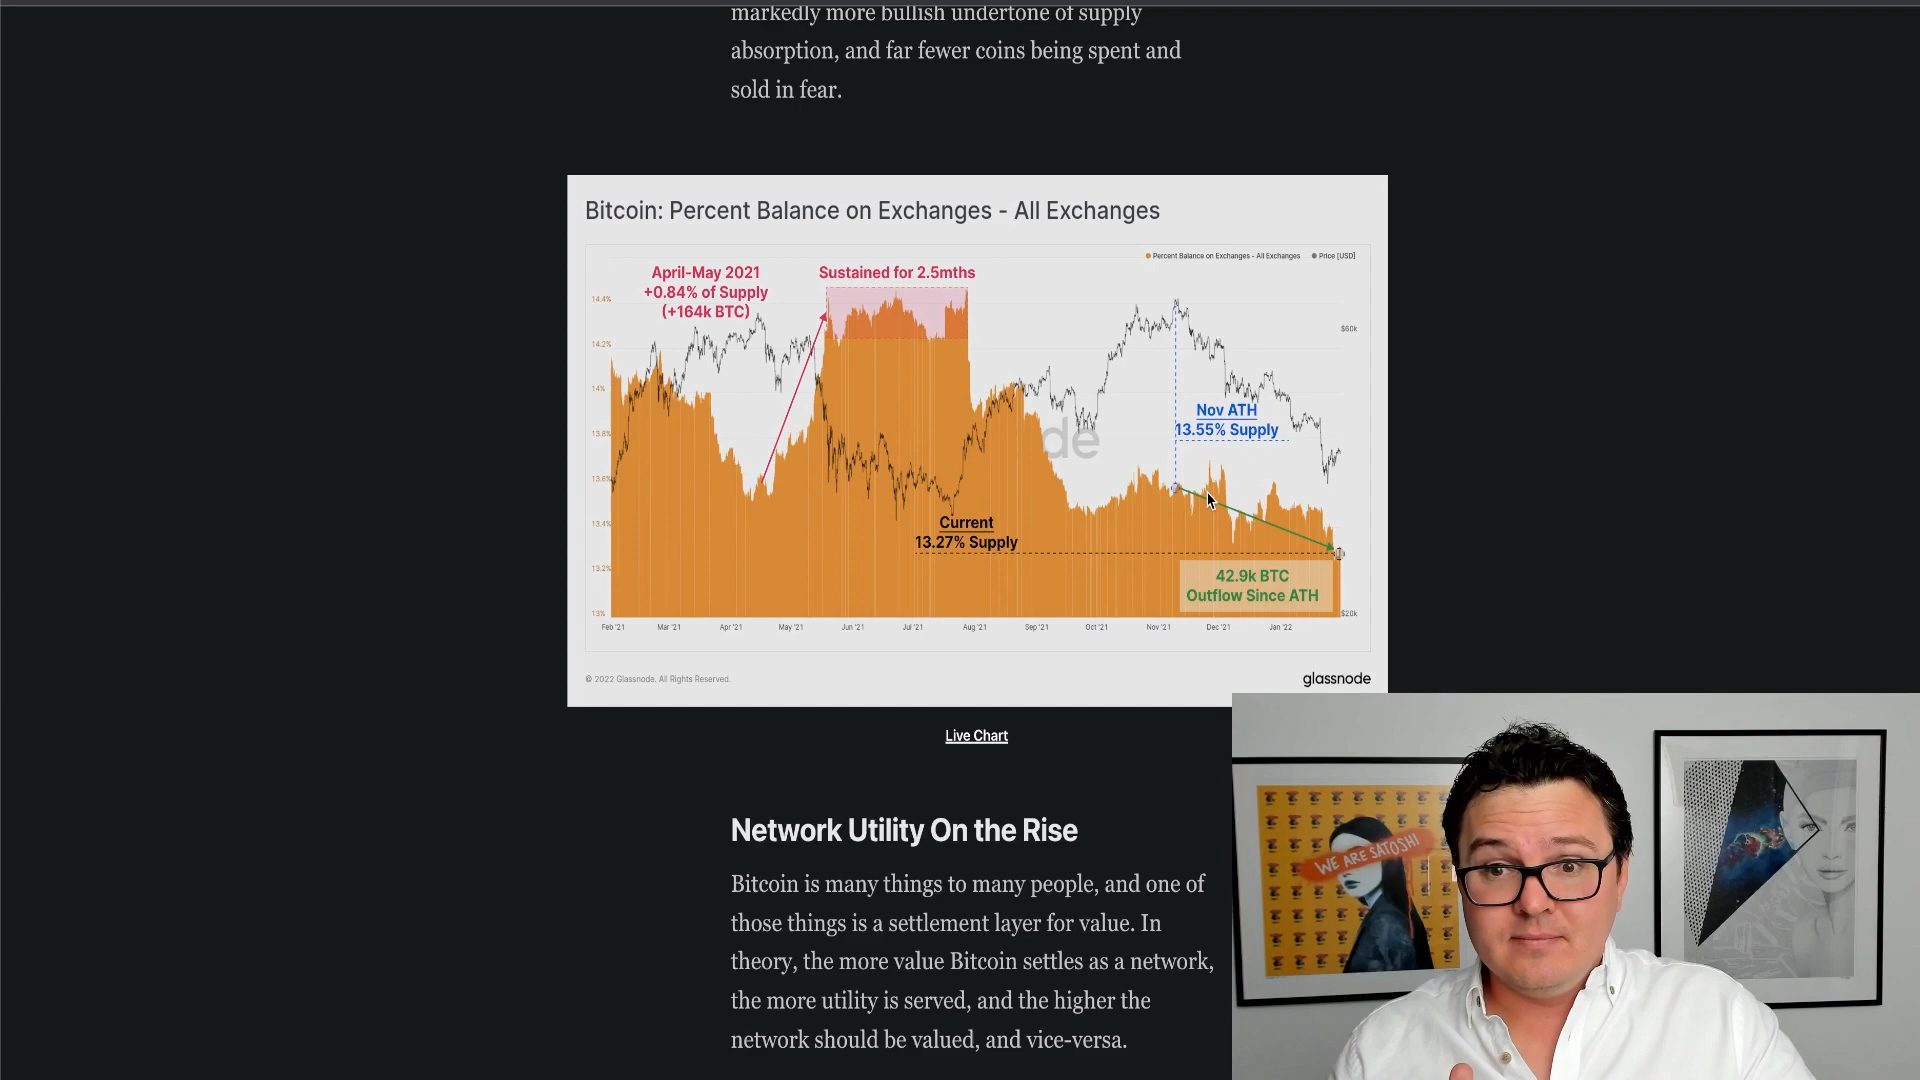 markedly more bullish undertone of supply
absorption, and far fewer coins being spent and
sold in fear.
Bitcoin: Percent Balance on Exchanges - All Exchanges
Percent Balance on Exchanges - All Exchanges
Price [USD]
April-May 2021
+0.84% of Supply
(+164k BTC)
Sustained for 2.5mths
14.4%
14.2%
14%
13.8%
13.6%
13.4%
13.2%
13%
$60k
$20k
de
Nov ATH
13.55% Supply
Current
13.27% Supply
42.9k BTC
Outflow Since ATH
Feb '21
Mar '21
Apr '21
May '21
Jun '21
Jul '21
Aug '21
Sep '21
Oct '21
Nov '21
Dec '21
Jan '22
© 2022 Glassnode. All Rights Reserved.
glassnode
Live Chart
Network Utility On the Rise
Bitcoin is many things to many people, and one of
those things is a settlement layer for value. In
theory, the more value Bitcoin settles as a network,
the more utility is served, and the higher the
network should be valued, and vice-versa.
WE ARE SATOSHI